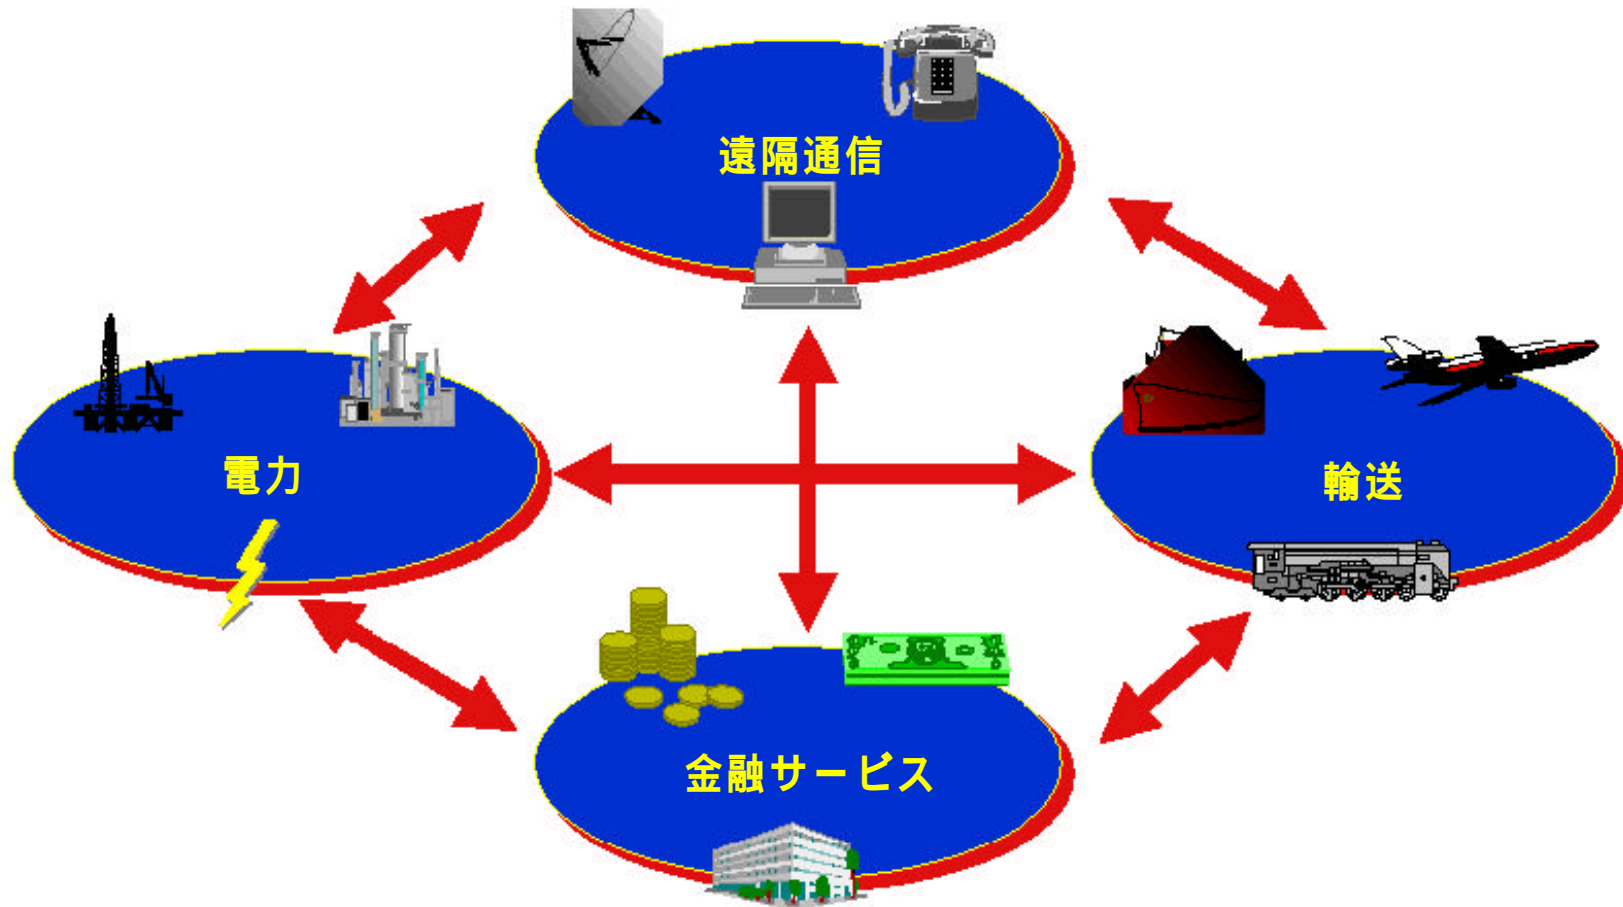 遠隔通信
電力
輸送
金融サービス